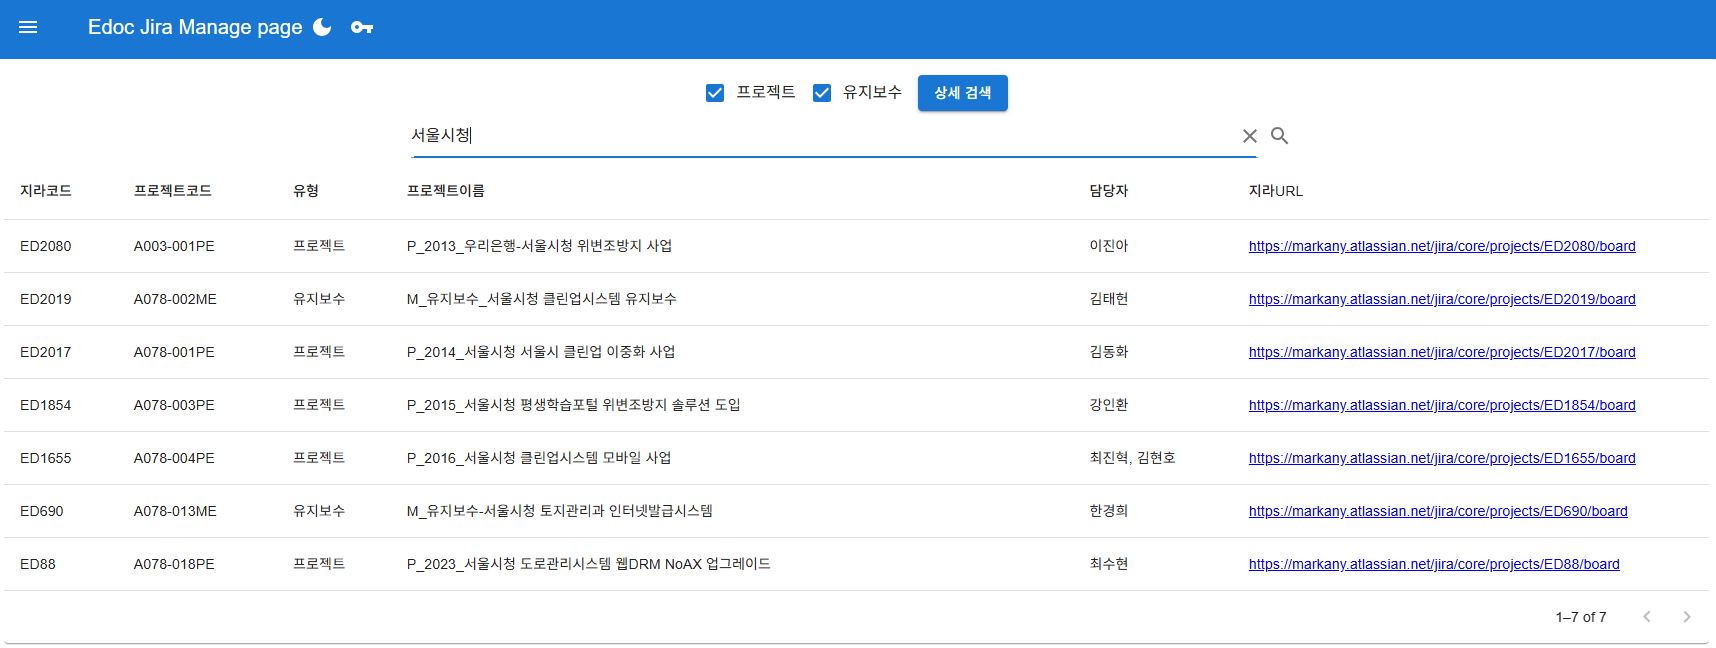 Edoc Jira Manage page
프로젝트 유지보수 상세 검색
서울시청
지라코드 프로젝트코드 유형 프로젝트이름 담당자 지라URL
ED2080 A003-001PE 프로젝트 P_2013_우리은행-서울시청 위변조방지 사업 이진아 https://markany.atlassian.net/jira/core/projects/ED2080/board
ED2019 A078-002ME 유지보수 M_유지보수_서울시청 클린업시스템 유지보수 김태헌 https://markany.atlassian.net/jira/core/projects/ED2019/board
ED2017 A078-001PE 프로젝트 P_2014_서울시청 서울시 클린업 이중화 사업 김동화 https://markany.atlassian.net/jira/core/projects/ED2017/board
ED1854 A078-003PE 프로젝트 P_2015_서울시청 평생학습포털 위변조방지 솔루션 도입 강인환 https://markany.atlassian.net/jira/core/projects/ED1854/board
ED1655 A078-004PE 프로젝트 P_2016_서울시청 클린업시스템 모바일 사업 최진혁, 김현호 https://markany.atlassian.net/jira/core/projects/ED1655/board
ED690 A078-013ME 유지보수 M_유지보수-서울시청 토지관리과 인터넷발급시스템 한경희 https://markany.atlassian.net/jira/core/projects/ED690/board
ED88 A078-018PE 프로젝트 P_2023_서울시청 도로관리시스템 웹DRM NoAX 업그레이드 최수현 https://markany.atlassian.net/jira/core/projects/ED88/board
1–7 of 7